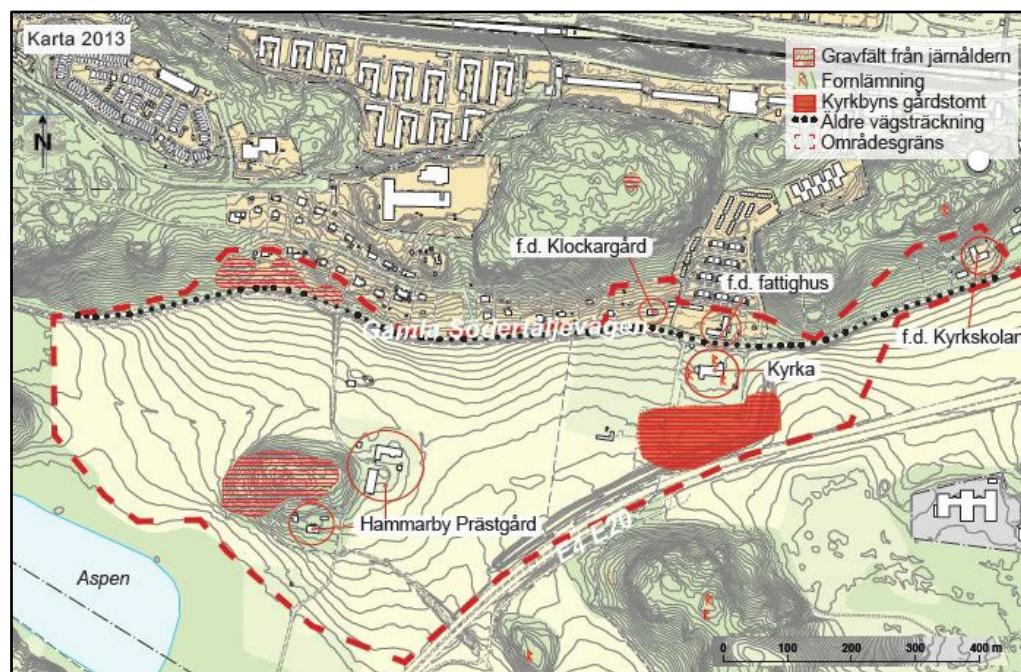 Karta 2013
N
Gravfält från järnåldern
Fornlämning
Kyrkbyns gårdstomt
Äldre vägsträckning
Områdesgräns
f.d. Klockargård
f.d. fattighus
Gamla Södertäljevägen
f.d. Kyrkskolan
Kyrka
Hammarby Prästgård
E4 E20
Aspen
0 100 200 300 400 m